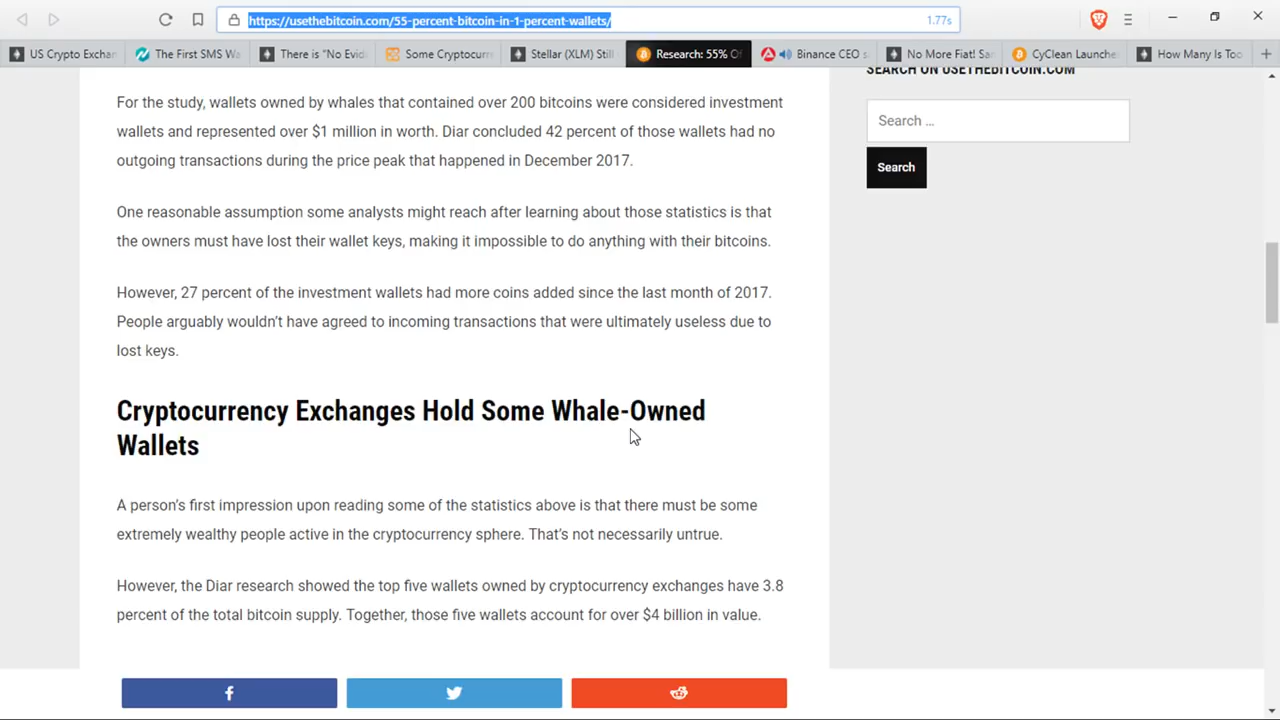 https://usethebitcoin.com/55-percent-bitcoin-in-1-percent-wallets/ 1.77s
US Crypto Exchan The First SMS Wa There is "No Evid Some Cryptocurr Stellar (XLM) Still Research: 55% Of Binance CEO s No More Fiat! Sa CyClean Launche How Many Is Too
SEARCH ON USETHEBITCOIN.COM
Search …
Search
For the study, wallets owned by whales that contained over 200 bitcoins were considered investment
wallets and represented over $1 million in worth. Diar concluded 42 percent of those wallets had no
outgoing transactions during the price peak that happened in December 2017.
One reasonable assumption some analysts might reach after learning about those statistics is that
the owners must have lost their wallet keys, making it impossible to do anything with their bitcoins.
However, 27 percent of the investment wallets had more coins added since the last month of 2017.
People arguably wouldn't have agreed to incoming transactions that were ultimately useless due to
lost keys.
Cryptocurrency Exchanges Hold Some Whale-Owned
Wallets
A person's first impression upon reading some of the statistics above is that there must be some
extremely wealthy people active in the cryptocurrency sphere. That's not necessarily untrue.
However, the Diar research showed the top five wallets owned by cryptocurrency exchanges have 3.8
percent of the total bitcoin supply. Together, those five wallets account for over $4 billion in value.